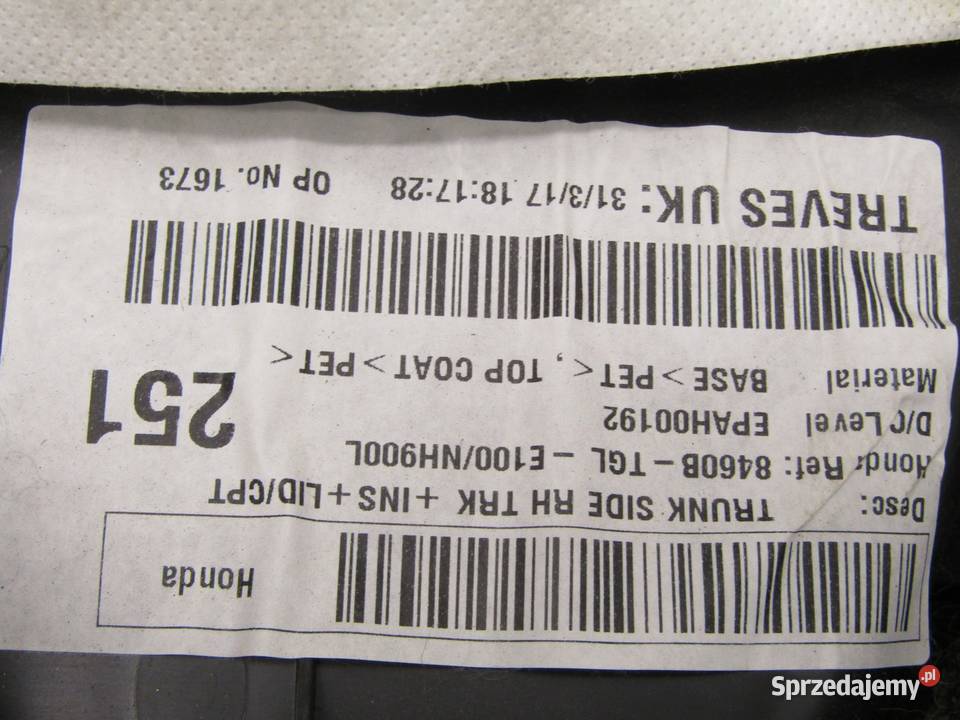 Honda
Desc: TRUNK SIDE RH TRK +INS+LID/CPT
Honda Ref: 8460B-TGL-E100/NH900L
D/C Level EPAH00192
251
Material BASE >PET< , TOP COAT >PET<
TREVES UK: 31/3/17 18:17:28 OP No. 1673
Sprzedajemy.pl